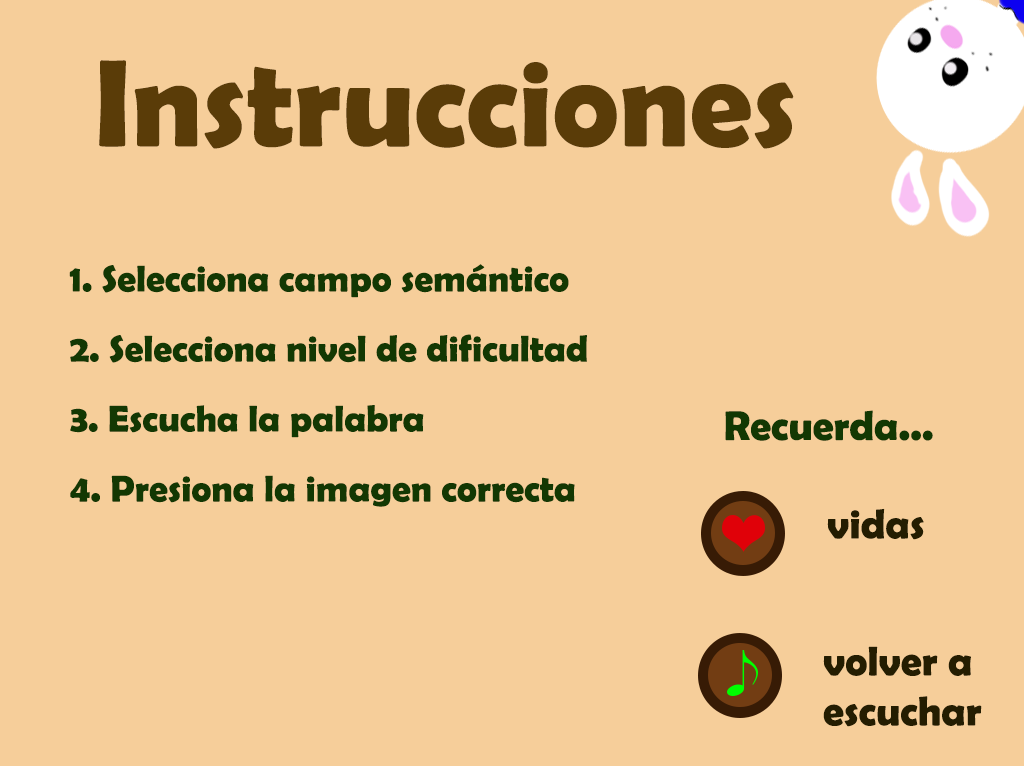 Instrucciones
1. Selecciona campo semántico
2. Selecciona nivel de dificultad
3. Escucha la palabra
4. Presiona la imagen correcta
Recuerda...
vidas
volver a
escuchar